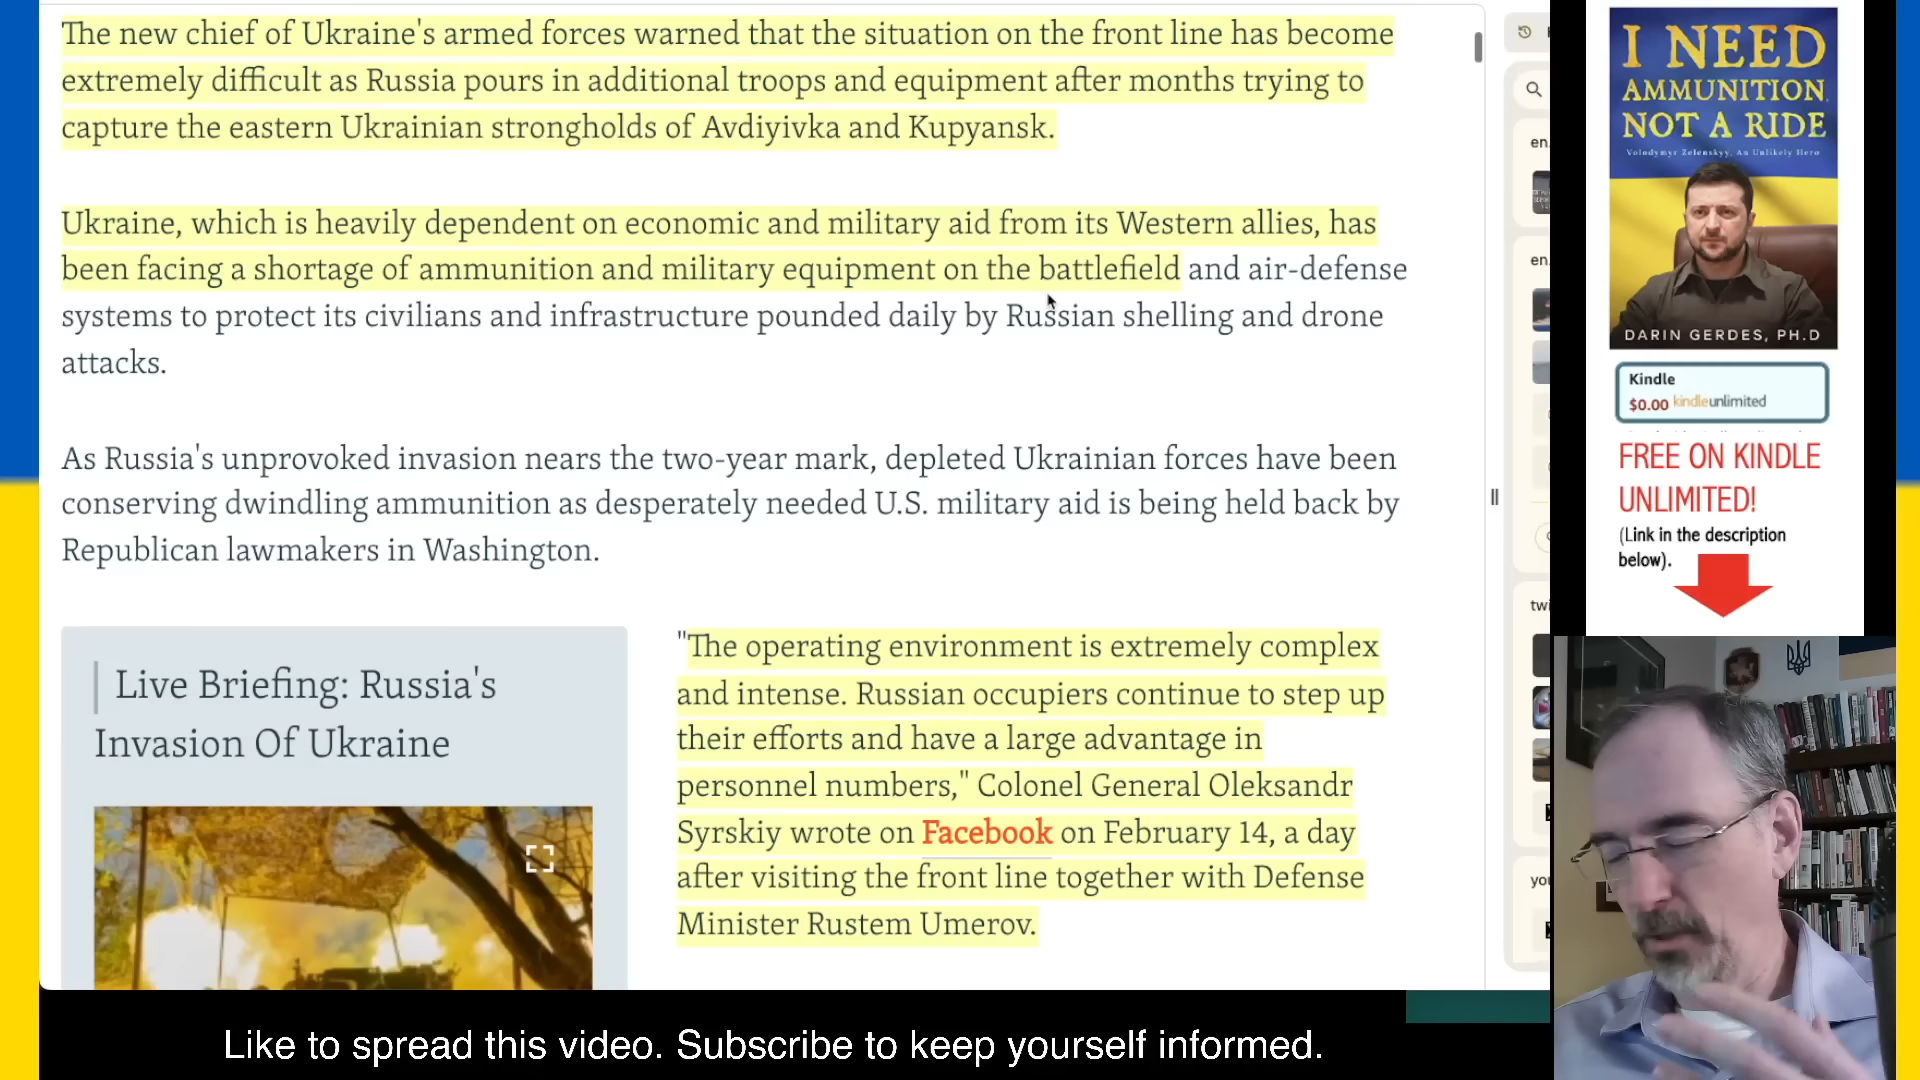 The new chief of Ukraine's armed forces warned that the situation on the front line has become
extremely difficult as Russia pours in additional troops and equipment after months trying to
capture the eastern Ukrainian strongholds of Avdiyivka and Kupyansk.
Ukraine, which is heavily dependent on economic and military aid from its Western allies, has
been facing a shortage of ammunition and military equipment on the battlefield and air-defense
systems to protect its civilians and infrastructure pounded daily by Russian shelling and drone
attacks.
As Russia's unprovoked invasion nears the two-year mark, depleted Ukrainian forces have been
conserving dwindling ammunition as desperately needed U.S. military aid is being held back by
Republican lawmakers in Washington.
Live Briefing: Russia's
Invasion Of Ukraine
"The operating environment is extremely complex
and intense. Russian occupiers continue to step up
their efforts and have a large advantage in
personnel numbers," Colonel General Oleksandr
Syrskiy wrote on Facebook on February 14, a day
after visiting the front line together with Defense
Minister Rustem Umerov.
en.
en.
twi
you
I NEED
AMMUNITION,
NOT A RIDE
Volodymyr Zelenskyy, An Unlikely Hero
DARIN GERDES, PH.D
Kindle
$0.00 kindleunlimited
FREE ON KINDLE
UNLIMITED!
(Link in the description
below).
Like to spread this video. Subscribe to keep yourself informed.